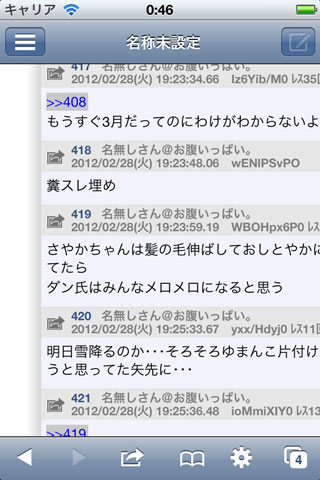 キャリア 0:46
名称未設定
417 名無しさん@お腹いっぱい。
2012/02/28(火) 19:23:34.66 Iz6Yib/M0 ﾚｽ35回
>>408
もうすぐ3月だってのにわけがわからないよ
418 名無しさん@お腹いっぱい。
2012/02/28(火) 19:23:48.06 wENIPSvPO
糞スレ埋め
419 名無しさん@お腹いっぱい。
2012/02/28(火) 19:23:59.19 WBOHpx6P0 ﾚｽ
さやかちゃんは髪の毛伸ばしておしとやかに
てたら
ダン氏はみんなメロメロになると思う
420 名無しさん@お腹いっぱい。
2012/02/28(火) 19:25:33.67 yxx/Hdyj0 ﾚｽ11回
明日雪降るのか･･･そろそろゆまんこ片付け
うと思ってた矢先に･･･
421 名無しさん@お腹いっぱい。
2012/02/28(火) 19:25:36.48 ioMmiXIY0 ﾚｽ13
>>419
4